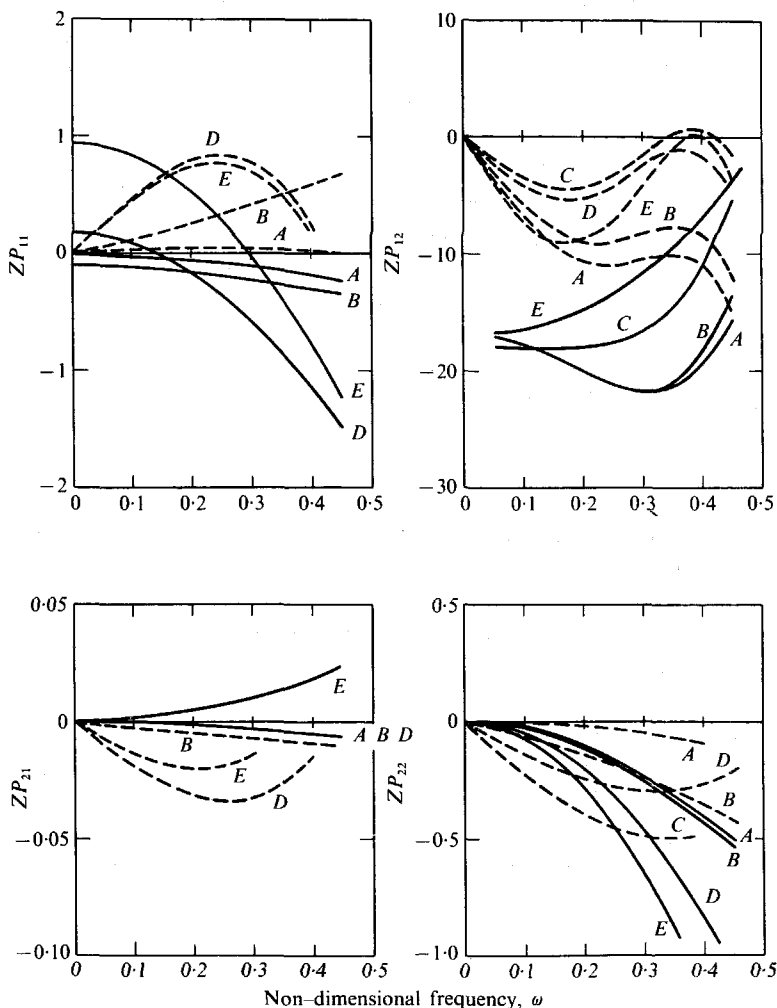 2
1
0
−1
−2
ZP₁₁
D
E
B
A
A
B
E
D
0 0·1 0·2 0·3 0·4 0·5
10
0
−10
−20
−30
ZP₁₂
C
D
E B
A
E
C
B
A
0 0·1 0·2 0·3 0·4 0·5
0·05
0
−0·05
−0·10
ZP₂₁
E
A B D
B
E
D
0 0·1 0·2 0·3 0·4 0·5
0·5
0
−0·5
−1·0
ZP₂₂
A
D
B
C
A
B
D
E
0 0·1 0·2 0·3 0·4 0·5
Non–dimensional frequency, ω